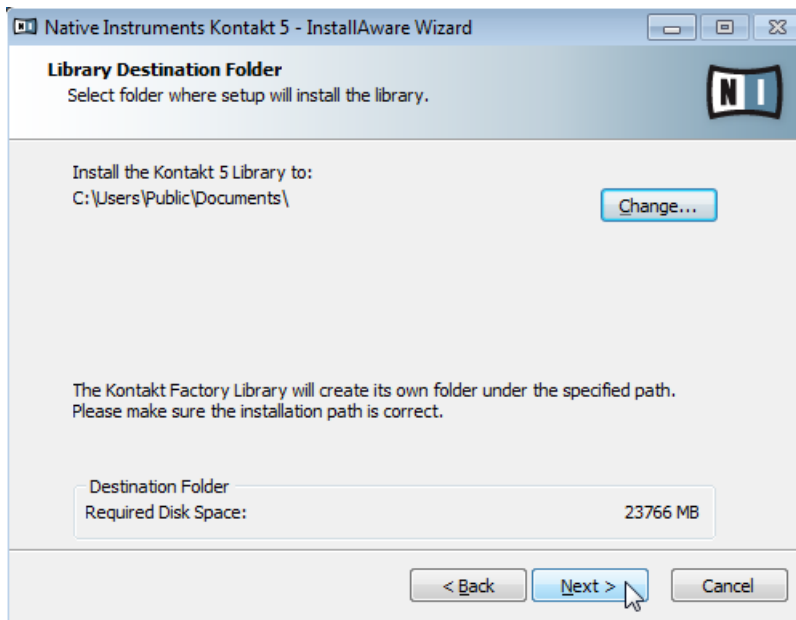 Native Instruments Kontakt 5 - InstallAware Wizard
Library Destination Folder
Select folder where setup will install the library.
N I
Install the Kontakt 5 Library to:
C:\Users\Public\Documents\
Change...
The Kontakt Factory Library will create its own folder under the specified path.
Please make sure the installation path is correct.
Destination Folder
Required Disk Space: 23766 MB
< Back Next > Cancel